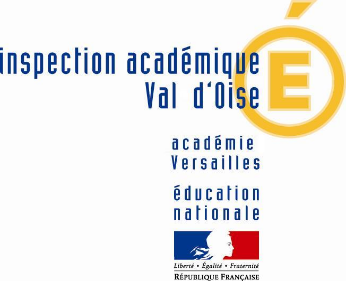 inspection académique
Val d'Oise
É
académie
Versailles
éducation
nationale
Liberté • Égalité • Fraternité
RÉPUBLIQUE FRANÇAISE